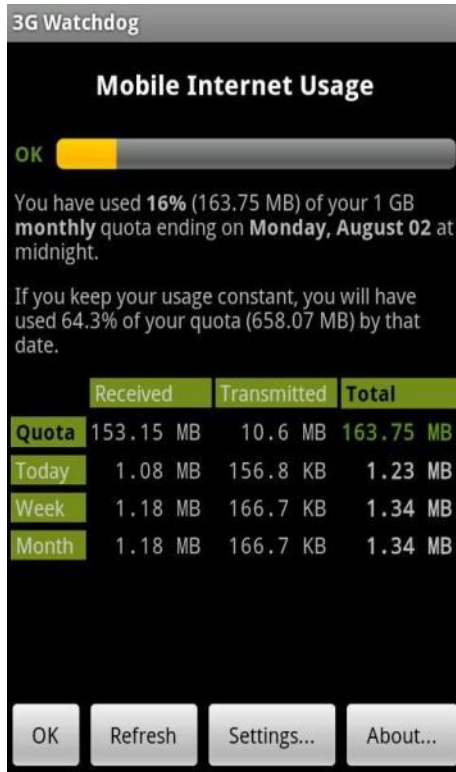 3G Watchdog
Mobile Internet Usage
OK
You have used 16% (163.75 MB) of your 1 GB
monthly quota ending on Monday, August 02 at
midnight.
If you keep your usage constant, you will have
used 64.3% of your quota (658.07 MB) by that
date.
Received Transmitted Total
Quota 153.15 MB 10.6 MB 163.75 MB
Today 1.08 MB 156.8 KB 1.23 MB
Week 1.18 MB 166.7 KB 1.34 MB
Month 1.18 MB 166.7 KB 1.34 MB
OK Refresh Settings... About...